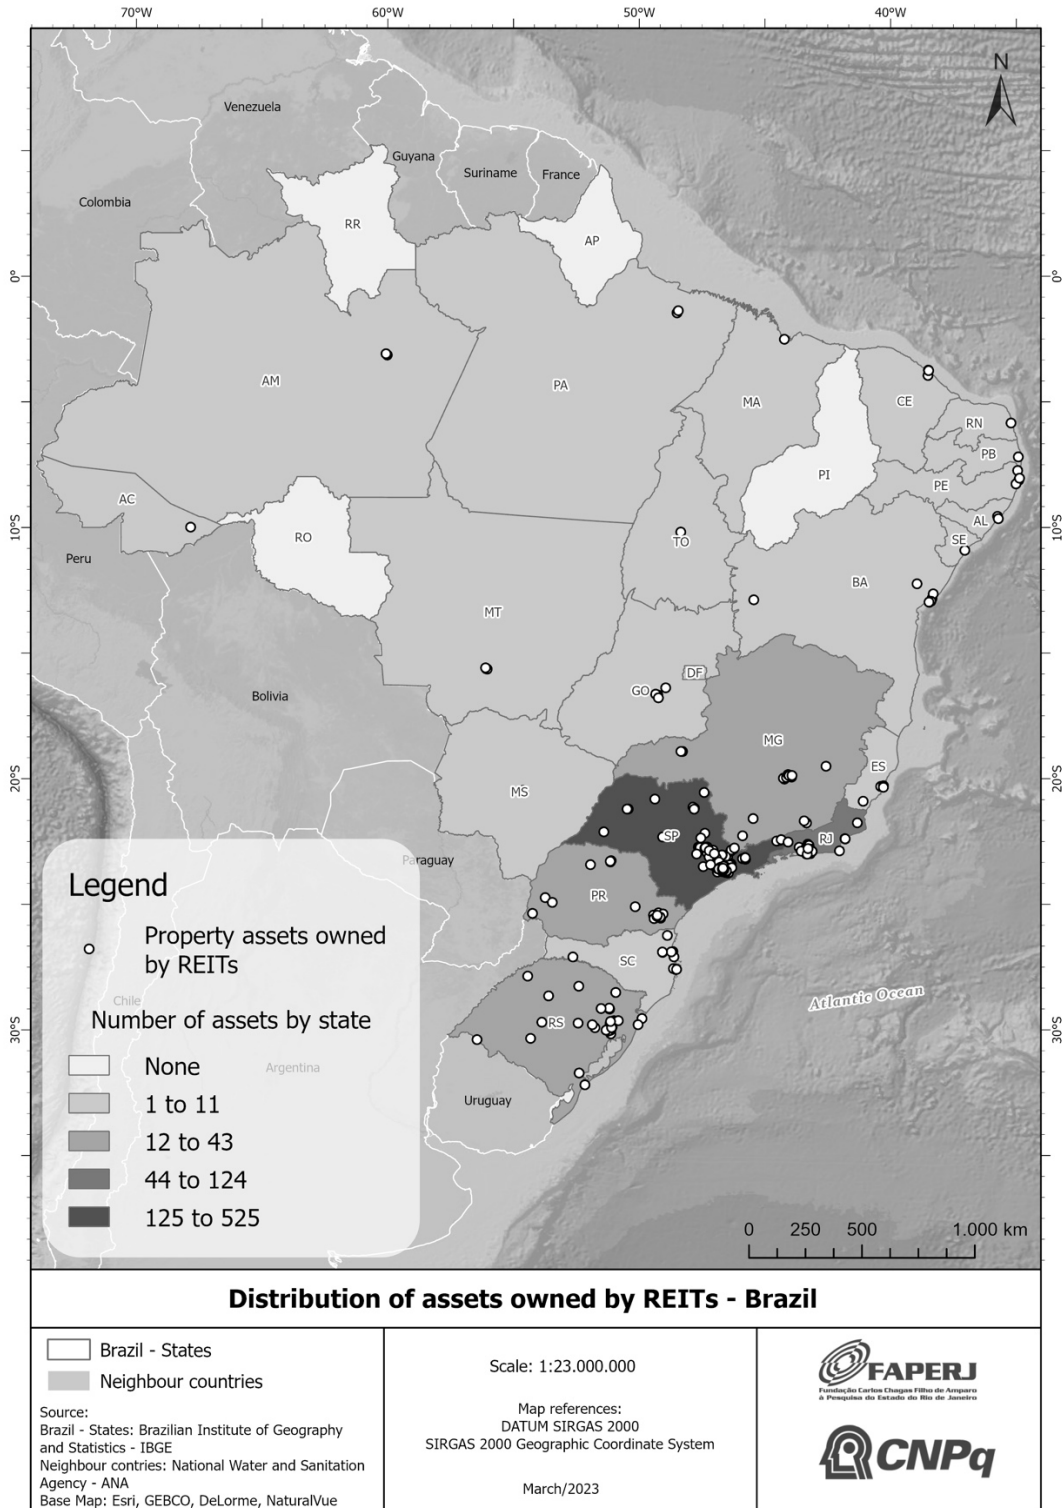 70°W 60°W 50°W 40°W
N
Venezuela
Guyana
Suriname
France
Colombia
RR
AP
0°
0°
AM
PA
MA
CE
RN
PB
PI
PE
AC
AL
10°S
10°S
RO
TO
SE
Peru
BA
MT
DF
GO
Bolivia
MG
ES
20°S
20°S
MS
SP
RJ
Paraguay
PR
SC
Chile
Atlantic Ocean
RS
30°S
30°S
Argentina
Uruguay
Legend
Property assets owned
by REITs
Number of assets by state
None
1 to 11
12 to 43
44 to 124
125 to 525
0 250 500 1.000 km
Distribution of assets owned by REITs - Brazil
Brazil - States
Neighbour countries
Source:
Brazil - States: Brazilian Institute of Geography
and Statistics - IBGE
Neighbour contries: National Water and Sanitation
Agency - ANA
Base Map: Esri, GEBCO, DeLorme, NaturalVue
Scale: 1:23.000.000
Map references:
DATUM SIRGAS 2000
SIRGAS 2000 Geographic Coordinate System
March/2023
FAPERJ
Fundação Carlos Chagas Filho de Amparo
à Pesquisa do Estado do Rio de Janeiro
CNPq